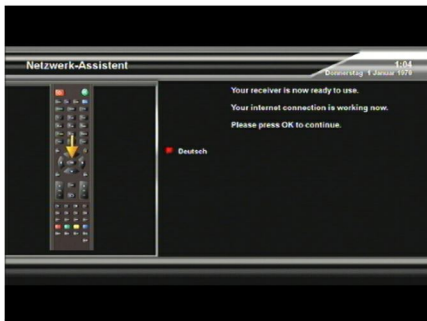 Netzwerk-Assistent
1:04
Donnerstag, 1 Januar 1970
Your receiver is now ready to use.
Your internet connection is working now.
Please press OK to continue.
Deutsch